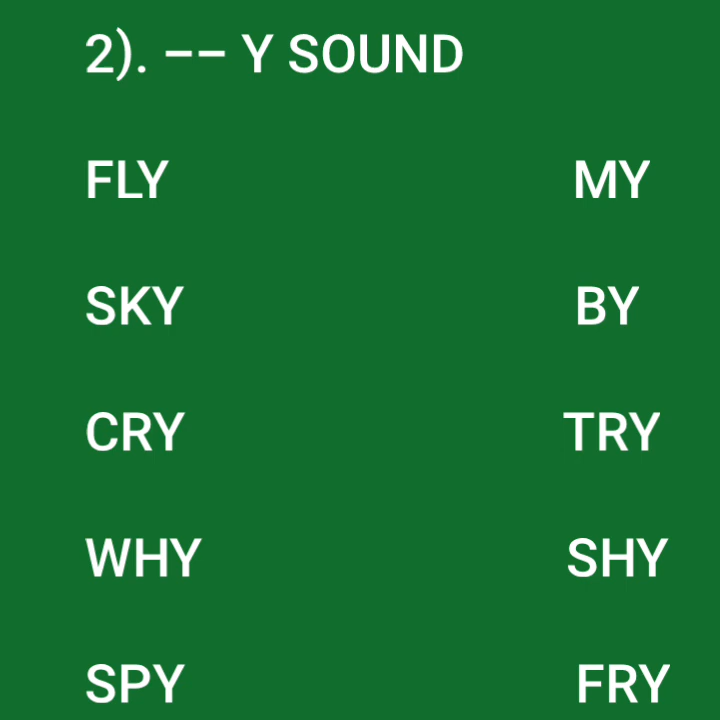 2). –– Y SOUND
FLY MY
SKY BY
CRY TRY
WHY SHY
SPY FRY